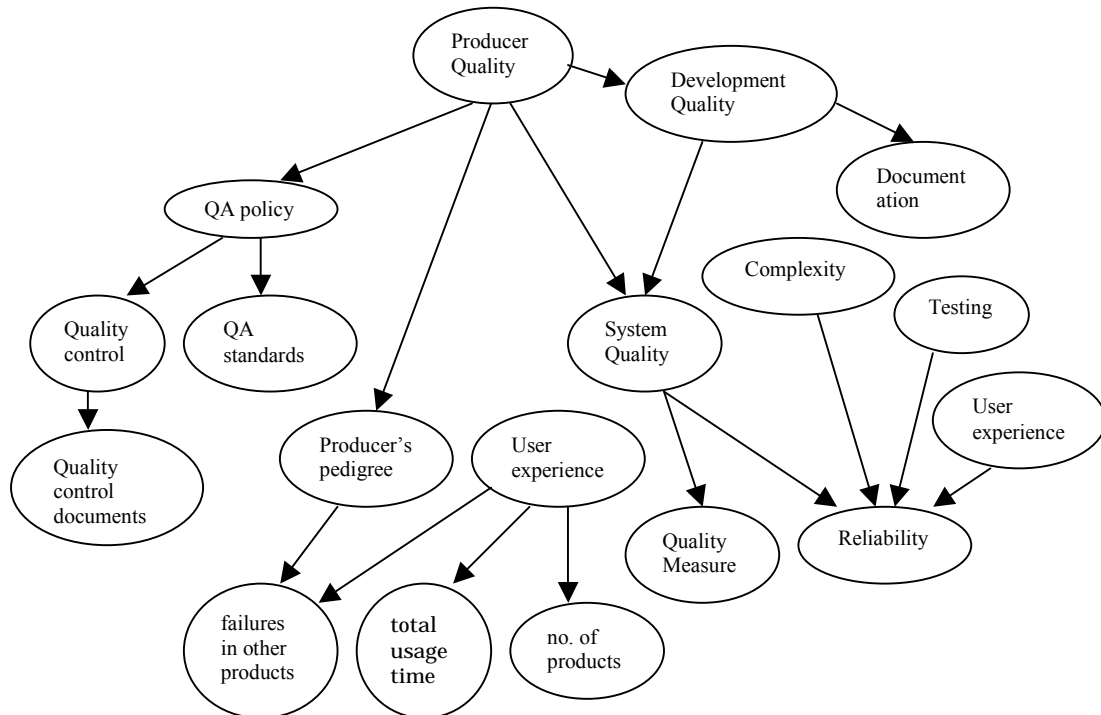 Producer
Quality
Development
Quality
Document
ation
QA policy
Complexity
Testing
Quality
control
QA
standards
System
Quality
User
experience
Producer’s
pedigree
User
experience
Quality
control
documents
Quality
Measure
Reliability
failures
in other
products
total
usage
time
no. of
products